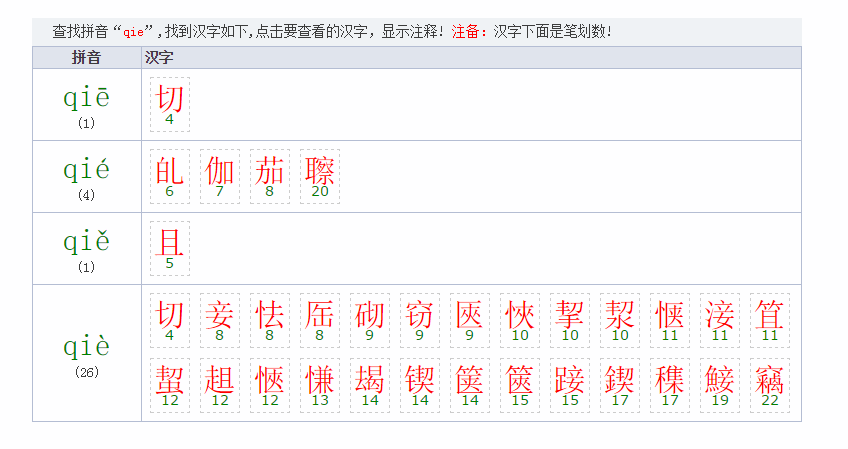 查找拼音“qie”,找到汉字如下,点击要查看的汉字，显示注释! 注备：汉字下面是笔划数!
拼音 汉字
qiē
(1)
切
4
qié
(4)
癿 伽 茄 聺
6 7 8 20
qiě
(1)
且
5
qiè
(26)
切 妾 怯 厒 砌 窃 匧 悏 挈 洯 惬 淁 笡
4 8 8 8 9 9 9 10 10 10 11 11 11
蛪 趄 愜 慊 朅 锲 箧 篋 踥 鍥 穕 鯜 竊
12 12 12 13 14 14 14 15 15 17 17 19 22